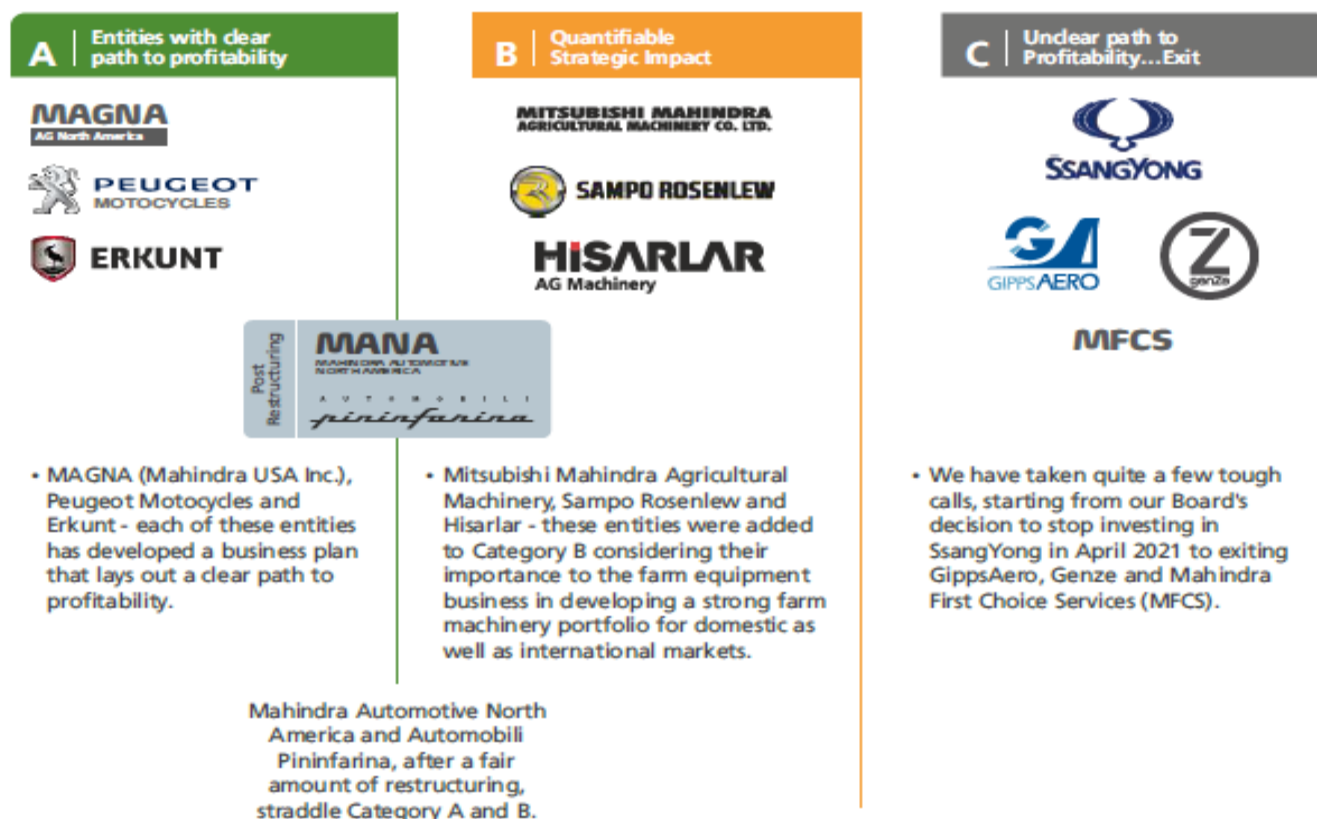 A
Entities with clear
path to profitability
MAGNA
AG North America
PEUGEOT
MOTOCYCLES
ERKUNT
B
Quantifiable
Strategic Impact
MITSUBISHI MAHINDRA
AGRICULTURAL MACHINERY CO. LTD.
SAMPO ROSENLEW
HiSARLAR
AG Machinery
C
Unclear path to
Profitability...Exit
SSANGYONG
GA
GIPPSAERO
Z
genZe
MFCS
Post
Restructuring
MANA
MAHINDRA AUTOMOTIVE
NORTH AMERICA
AUTOMOBILI
pininfarina
• MAGNA (Mahindra USA Inc.),
Peugeot Motocycles and
Erkunt - each of these entities
has developed a business plan
that lays out a clear path to
profitability.
• Mitsubishi Mahindra Agricultural
Machinery, Sampo Rosenlew and
Hisarlar - these entities were added
to Category B considering their
importance to the farm equipment
business in developing a strong farm
machinery portfolio for domestic as
well as international markets.
• We have taken quite a few tough
calls, starting from our Board's
decision to stop investing in
SsangYong in April 2021 to exiting
GippsAero, Genze and Mahindra
First Choice Services (MFCS).
Mahindra Automotive North
America and Automobili
Pininfarina, after a fair
amount of restructuring,
straddle Category A and B.